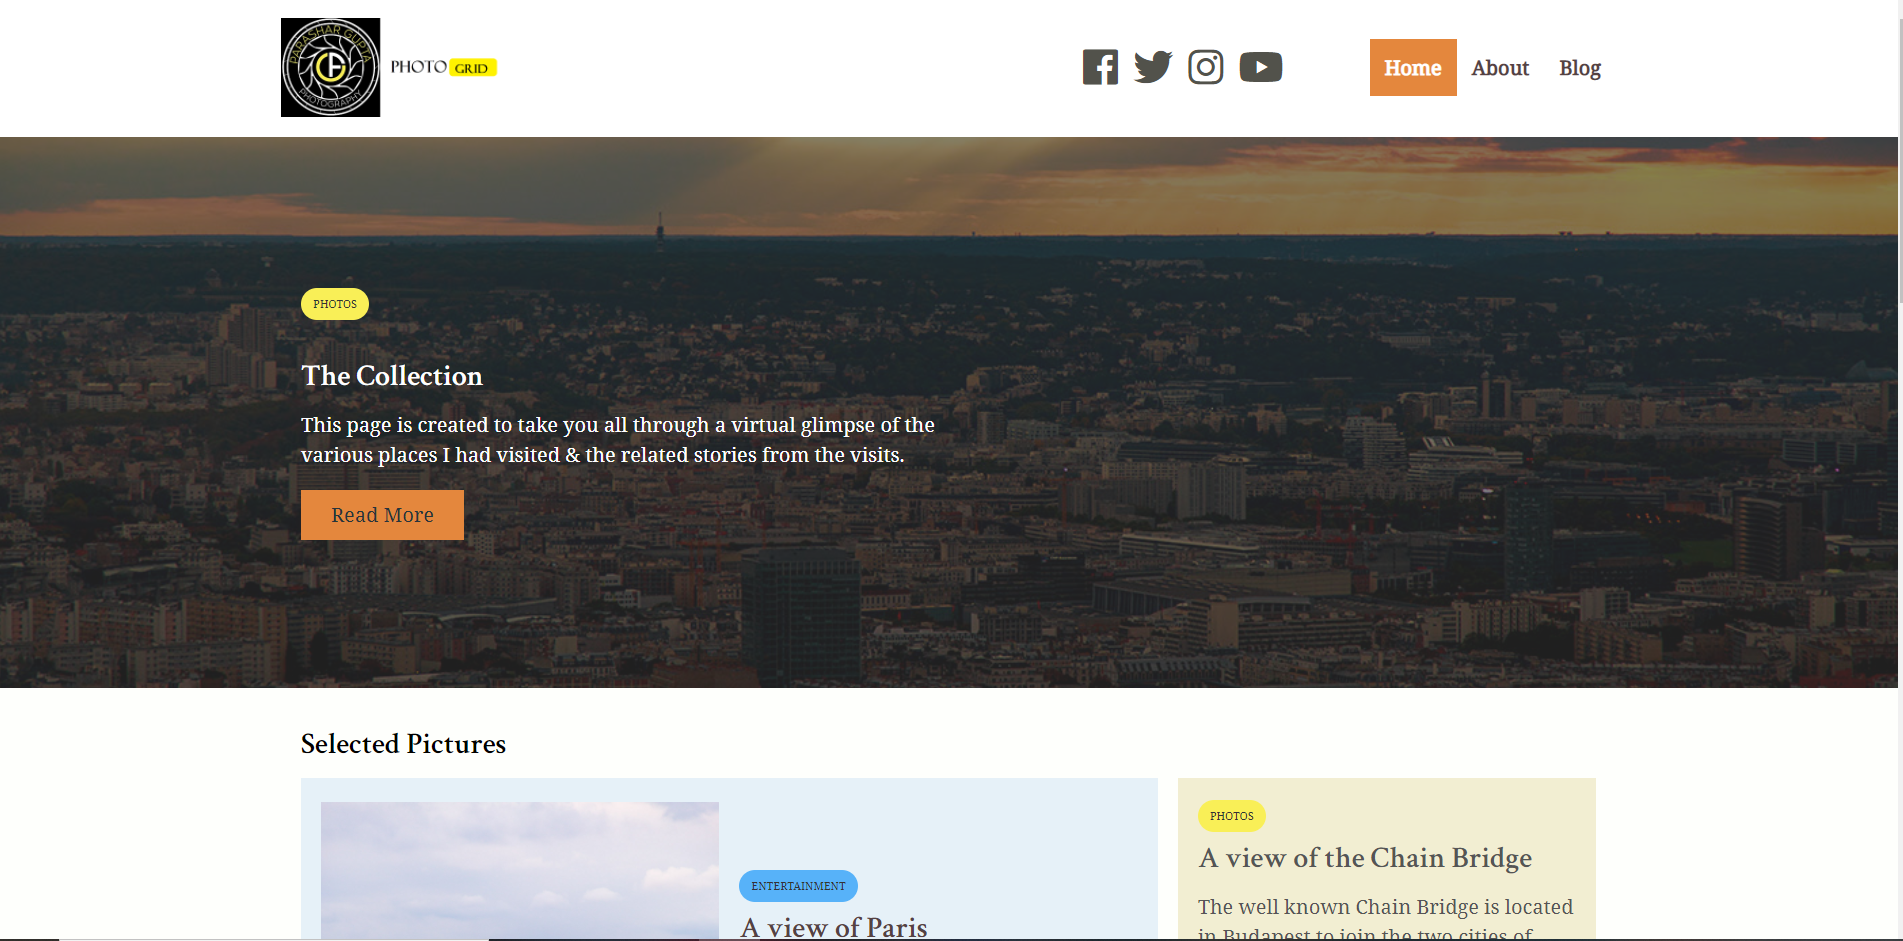 PARASHAR GUPTA
PHOTOGRAPHY
PHOTO GRID
Home About Blog
PHOTOS
The Collection
This page is created to take you all through a virtual glimpse of the
various places I had visited & the related stories from the visits.
Read More
Selected Pictures
ENTERTAINMENT
A view of Paris
PHOTOS
A view of the Chain Bridge
The well known Chain Bridge is located
in Budapest to join the two cities of